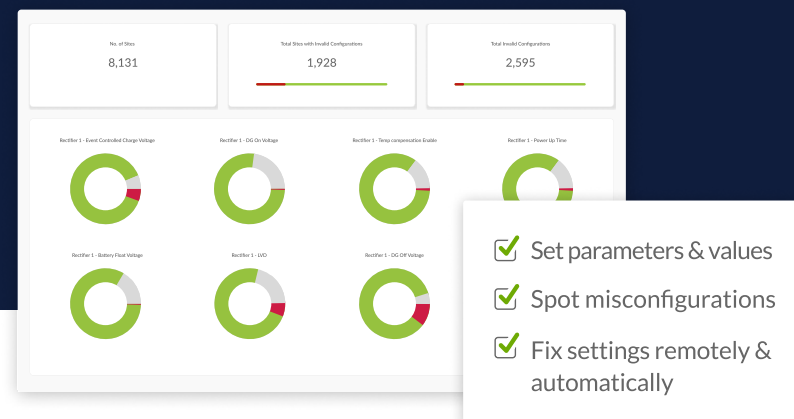 No. of Sites
8,131
Total Sites with Invalid Configurations
1,928
Total Invalid Configurations
2,595
Rectifier 1 - Event Controlled Charge Voltage
Rectifier 1 - DG On Voltage
Rectifier 1 - Temp compensation Enable
Rectifier 1 - Power Up Time
Rectifier 1 - Battery Float Voltage
Rectifier 1 - LVD
Rectifier 1 - DG Off Voltage
Set parameters & values
Spot misconfigurations
Fix settings remotely &
automatically